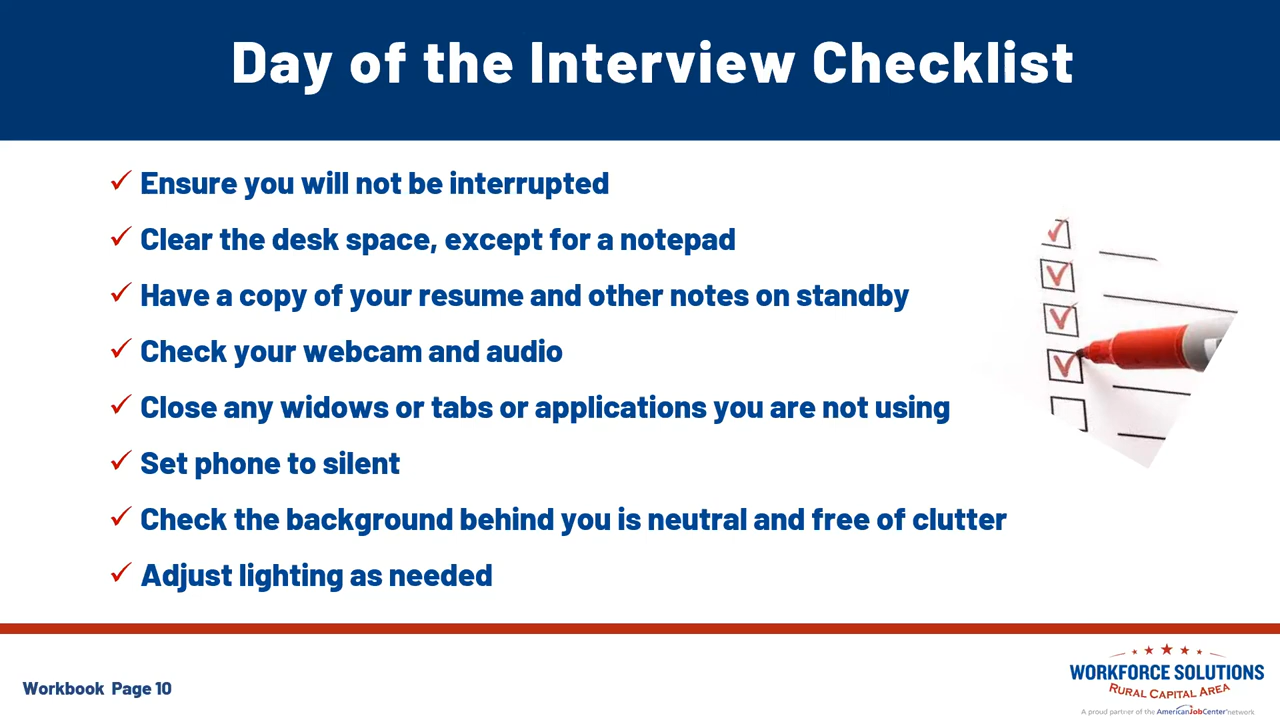 Day of the Interview Checklist
✓ Ensure you will not be interrupted
✓ Clear the desk space, except for a notepad
✓ Have a copy of your resume and other notes on standby
✓ Check your webcam and audio
✓ Close any widows or tabs or applications you are not using
✓ Set phone to silent
✓ Check the background behind you is neutral and free of clutter
✓ Adjust lighting as needed
Workbook Page 10
WORKFORCE SOLUTIONS
RURAL CAPITAL AREA
A proud partner of the AmericanJobCenter network